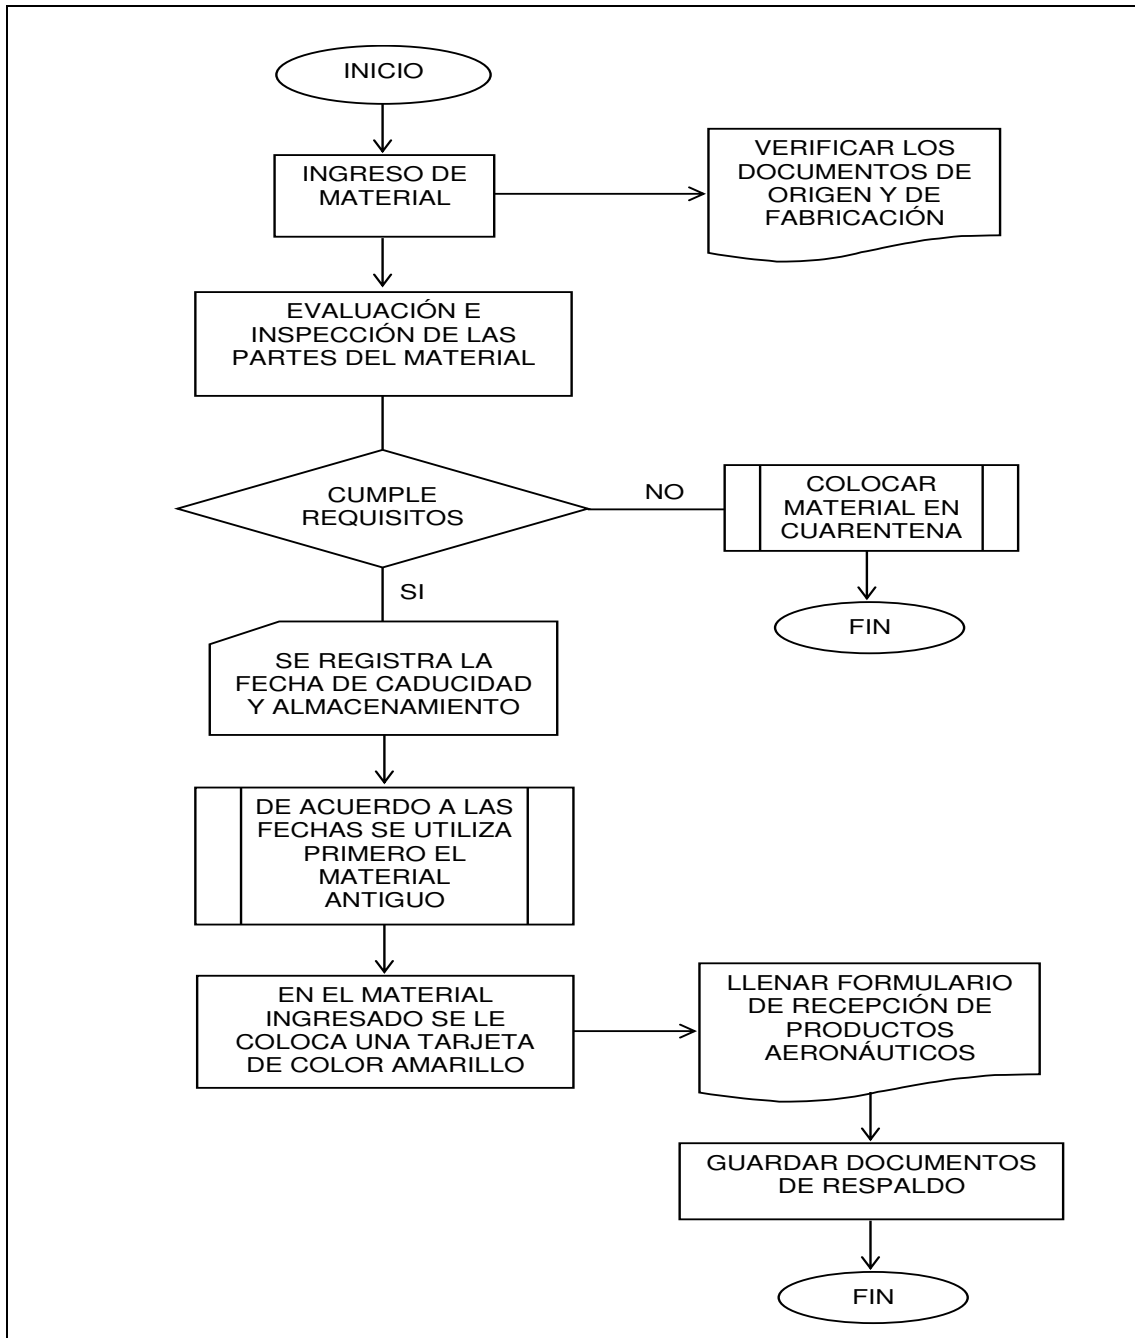 INICIO
INGRESO DE
MATERIAL
VERIFICAR LOS
DOCUMENTOS DE
ORIGEN Y DE
FABRICACIÓN
EVALUACIÓN E
INSPECCIÓN DE LAS
PARTES DEL MATERIAL
CUMPLE
REQUISITOS
NO
COLOCAR
MATERIAL EN
CUARENTENA
FIN
SI
SE REGISTRA LA
FECHA DE CADUCIDAD
Y ALMACENAMIENTO
DE ACUERDO A LAS
FECHAS SE UTILIZA
PRIMERO EL
MATERIAL
ANTIGUO
EN EL MATERIAL
INGRESADO SE LE
COLOCA UNA TARJETA
DE COLOR AMARILLO
LLENAR FORMULARIO
DE RECEPCIÓN DE
PRODUCTOS
AERONÁUTICOS
GUARDAR DOCUMENTOS
DE RESPALDO
FIN